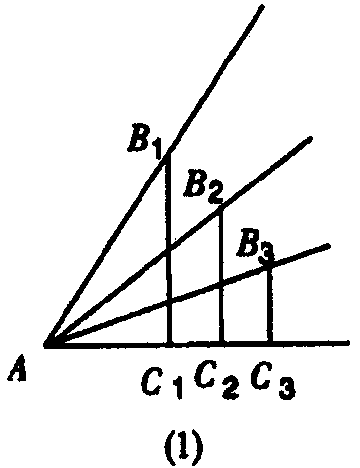 B₁
B₂
B₃
A
C₁ C₂ C₃
(1)